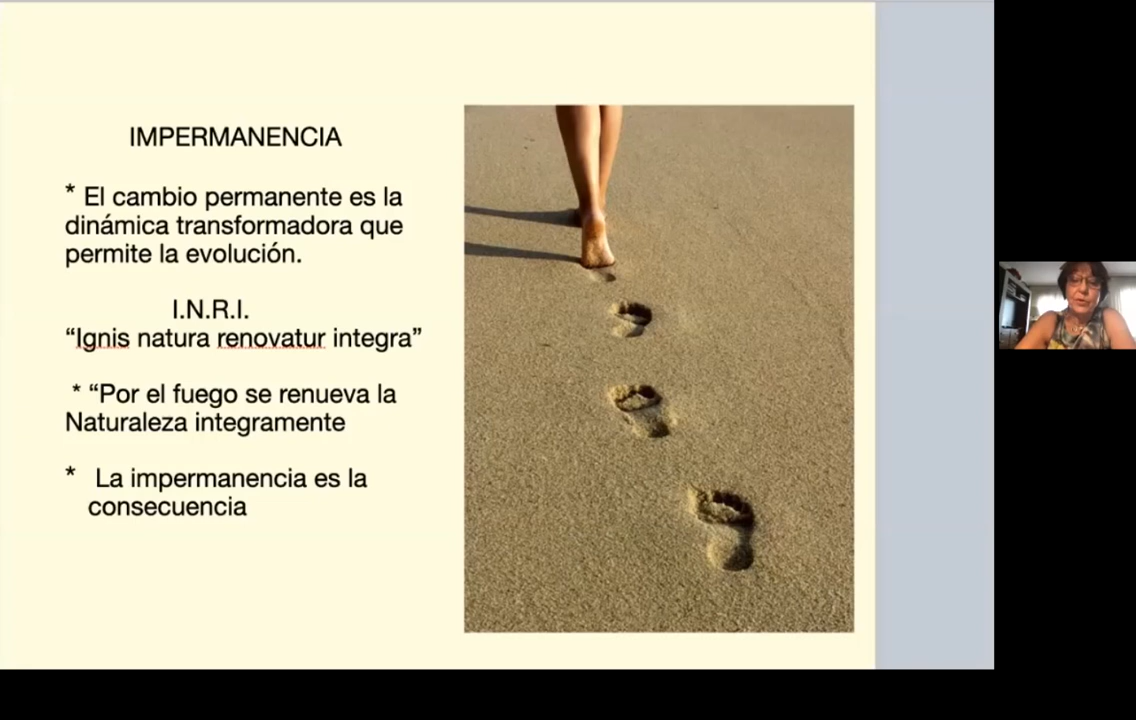 IMPERMANENCIA
* El cambio permanente es la
dinámica transformadora que
permite la evolución.
I.N.R.I.
“Ignis natura renovatur integra”
* “Por el fuego se renueva la
Naturaleza integramente
* La impermanencia es la
consecuencia